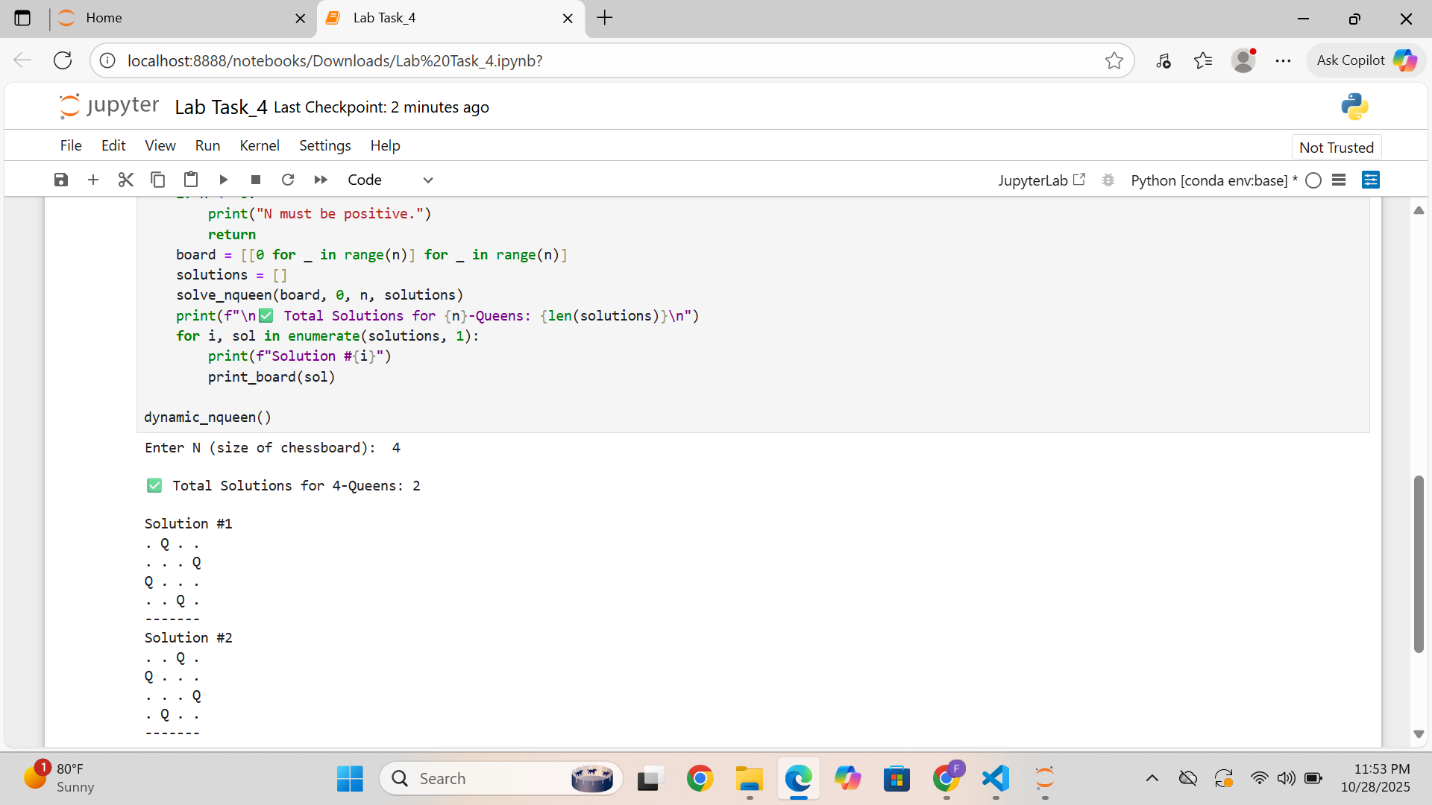 Home
Lab Task_4
localhost:8888/notebooks/Downloads/Lab%20Task_4.ipynb?
Ask Copilot
jupyter Lab Task_4 Last Checkpoint: 2 minutes ago
File Edit View Run Kernel Settings Help
Not Trusted
Code
JupyterLab
Python [conda env:base] *
        print("N must be positive.")
        return
    board = [[0 for _ in range(n)] for _ in range(n)]
    solutions = []
    solve_nqueen(board, 0, n, solutions)
    print(f"\n✅ Total Solutions for {n}-Queens: {len(solutions)}\n")
    for i, sol in enumerate(solutions, 1):
        print(f"Solution #{i}")
        print_board(sol)
dynamic_nqueen()
Enter N (size of chessboard):  4
✅ Total Solutions for 4-Queens: 2
Solution #1
. Q . .
. . . Q
Q . . .
. . Q .
-------
Solution #2
. . Q .
Q . . .
. . . Q
. Q . .
-------
1
80°F
Sunny
Search
F
11:53 PM
10/28/2025